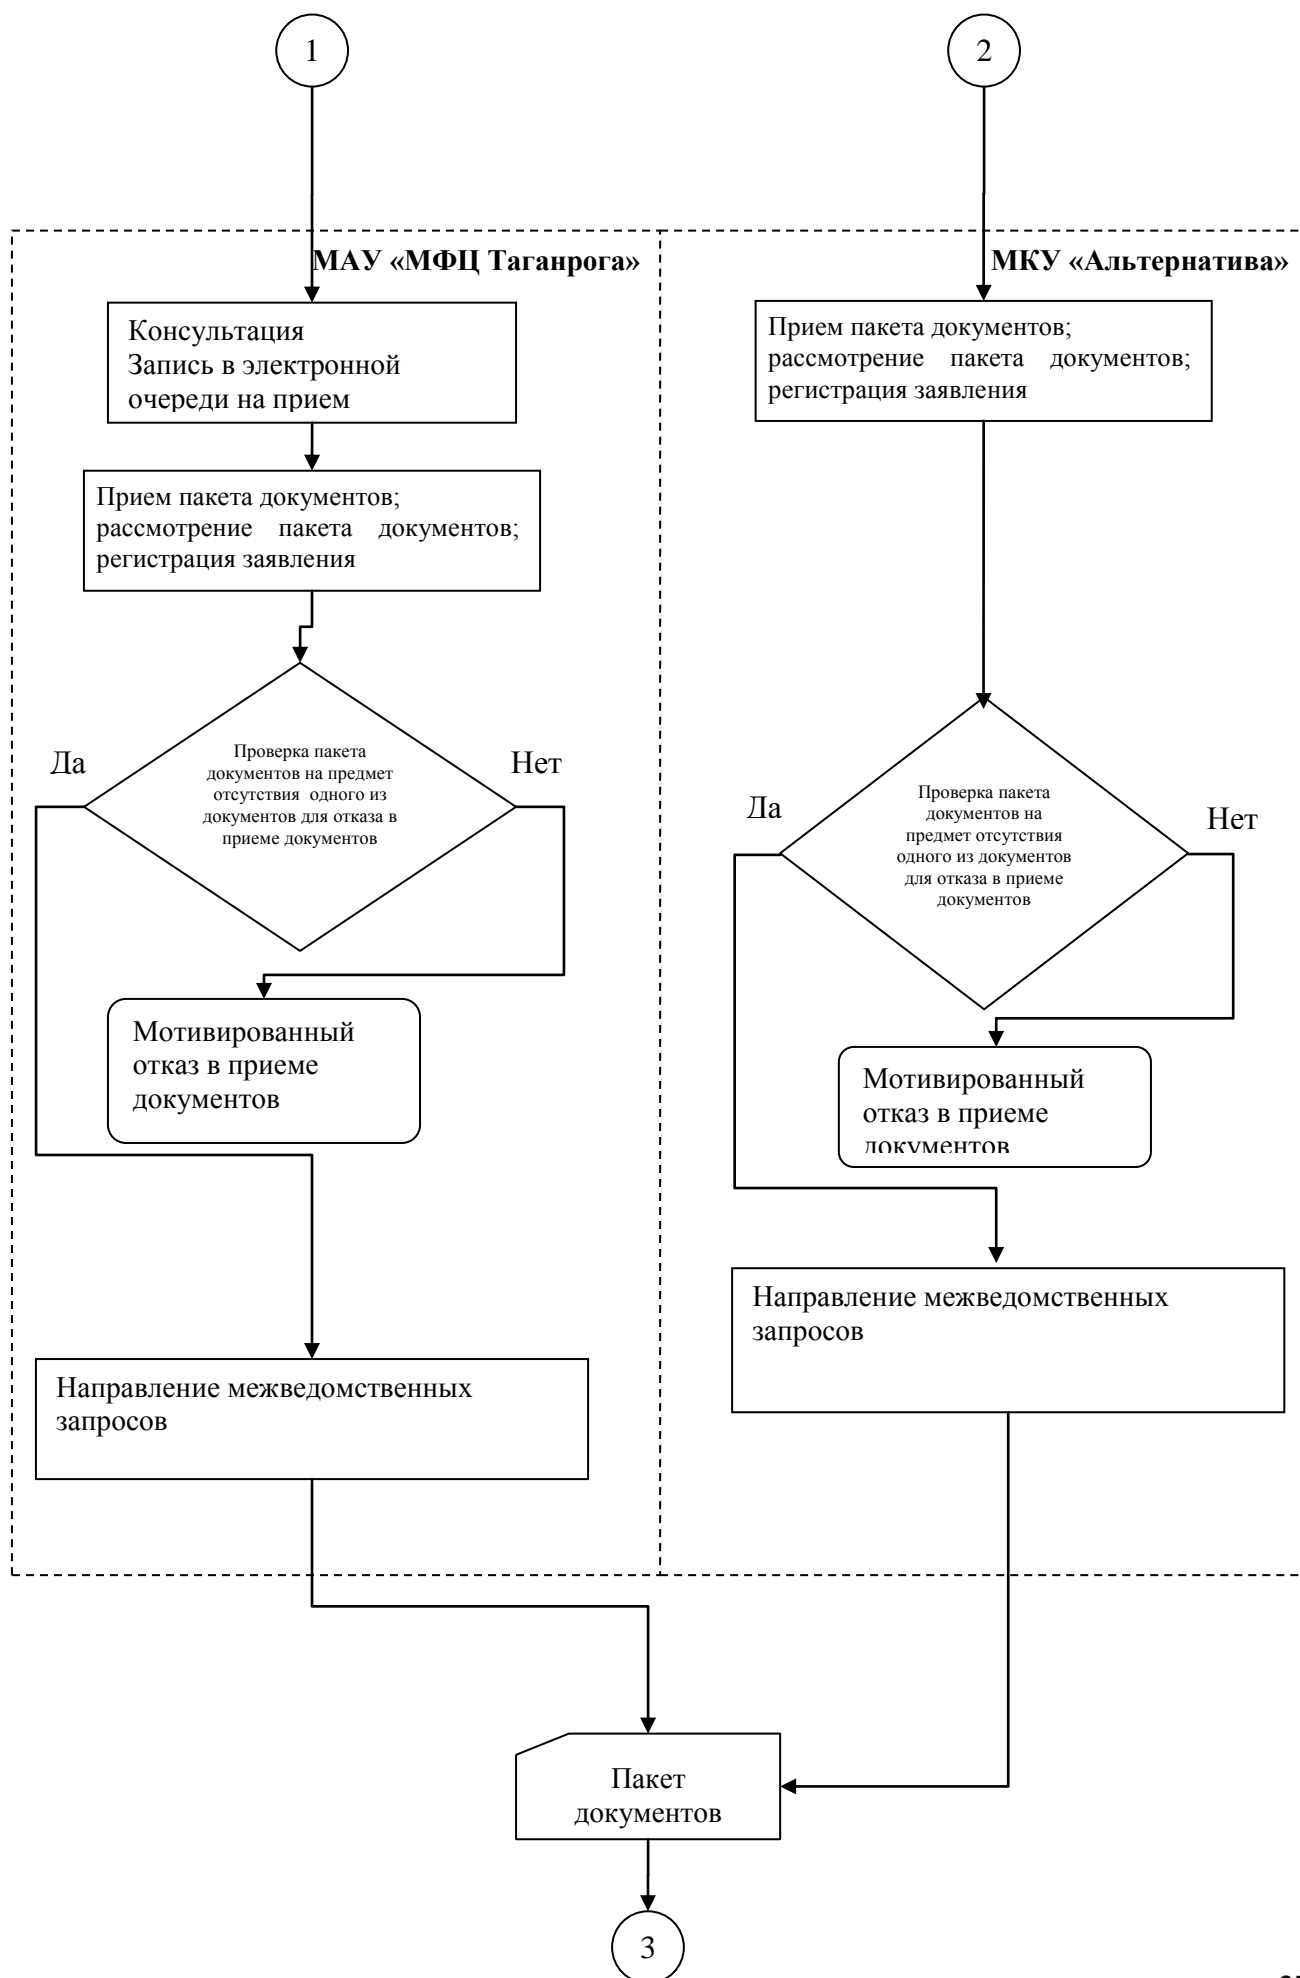 1
2
МАУ «МФЦ Таганрога»
МКУ «Альтернатива»
Консультация
Запись в электронной
очереди на прием
Прием пакета документов;
рассмотрение пакета документов;
регистрация заявления
Прием пакета документов;
рассмотрение пакета документов;
регистрация заявления
Да
Проверка пакета
документов на предмет
отсутствия одного из
документов для отказа в
приеме документов
Нет
Да
Проверка пакета
документов на
предмет отсутствия
одного из документов
для отказа в приеме
документов
Нет
Мотивированный
отказ в приеме
документов
Мотивированный
отказ в приеме
документов
Направление межведомственных
запросов
Направление межведомственных
запросов
Пакет
документов
3